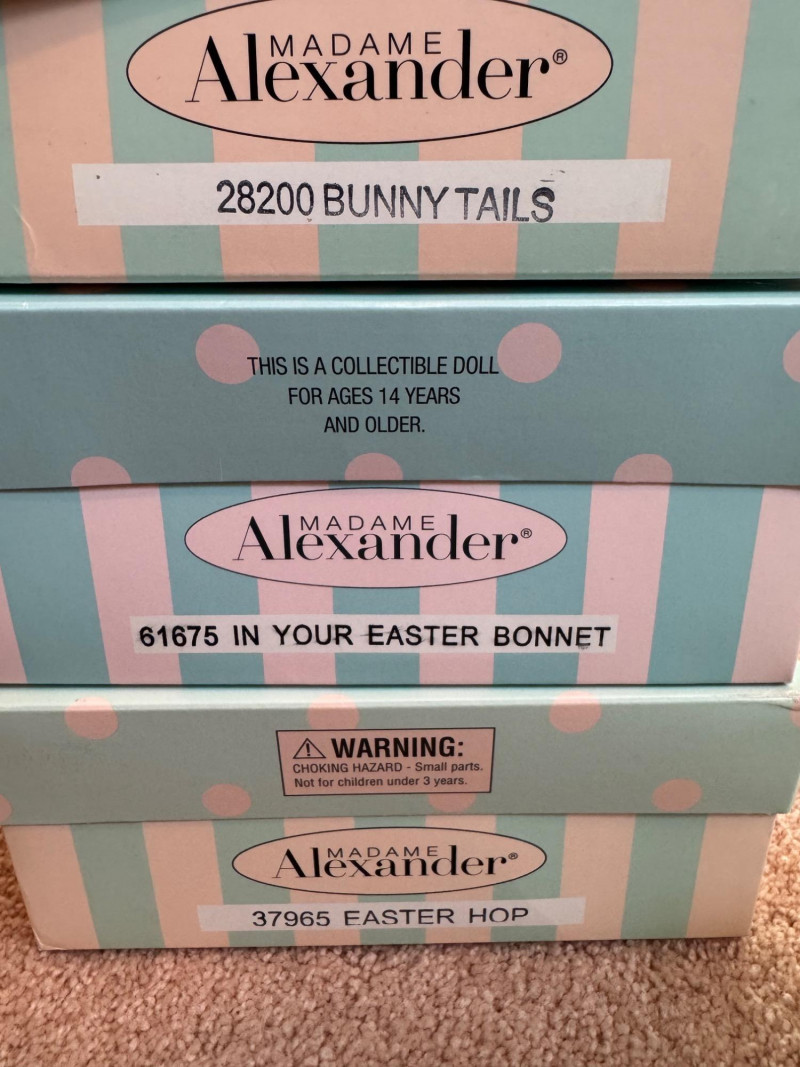 MADAME
Alexander®
28200 BUNNY TAILS
THIS IS A COLLECTIBLE DOLL
FOR AGES 14 YEARS
AND OLDER.
MADAME
Alexander®
61675 IN YOUR EASTER BONNET
⚠ WARNING:
CHOKING HAZARD - Small parts.
Not for children under 3 years.
MADAME
Alexander®
37965 EASTER HOP